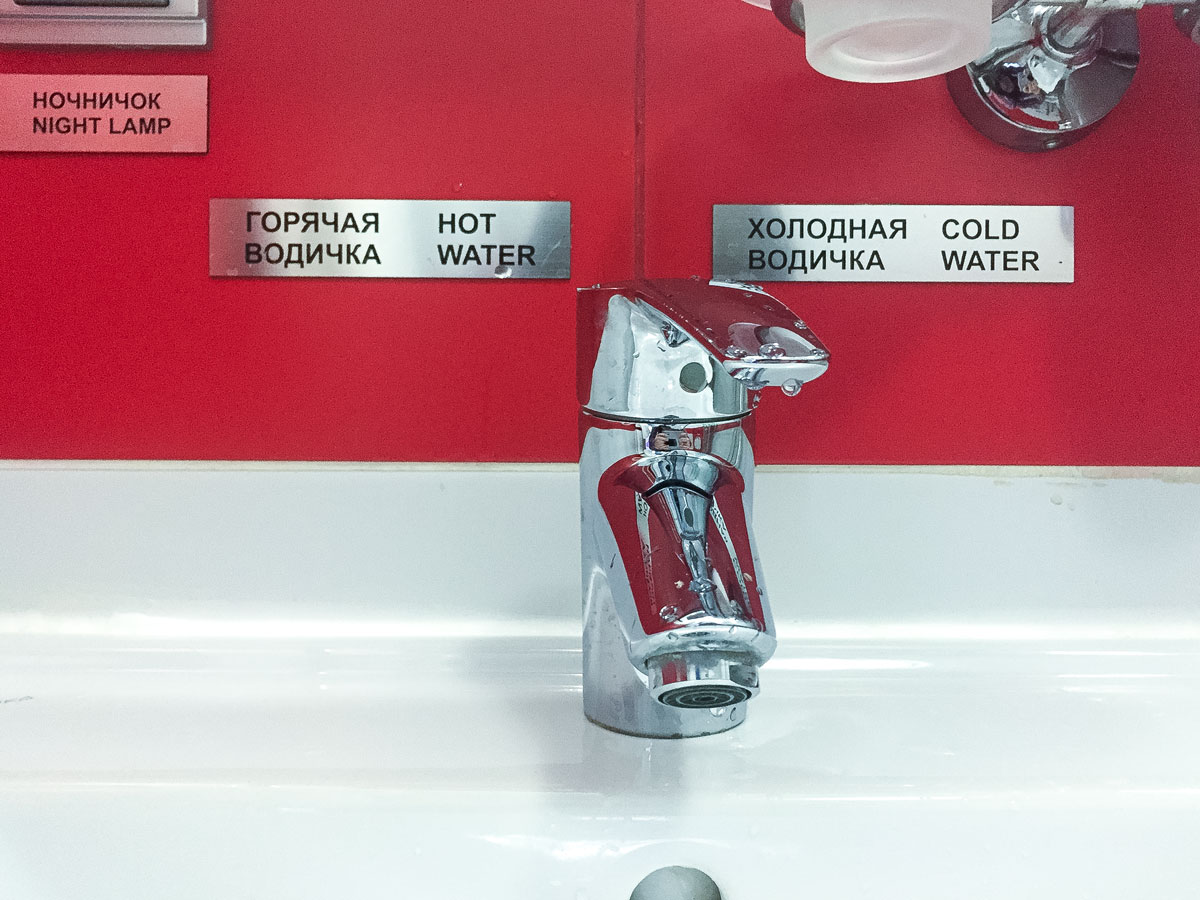 НОЧНИЧОК
NIGHT LAMP
ГОРЯЧАЯ
ВОДИЧКА
HOT
WATER
ХОЛОДНАЯ
ВОДИЧКА
COLD
WATER